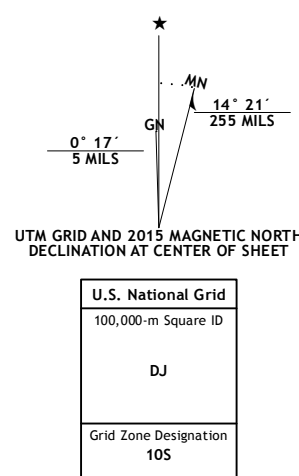 MN
GN
14° 21´
255 MILS
0° 17´
5 MILS
UTM GRID AND 2015 MAGNETIC NORTH
DECLINATION AT CENTER OF SHEET
U.S. National Grid
100,000-m Square ID
DJ
Grid Zone Designation
10S